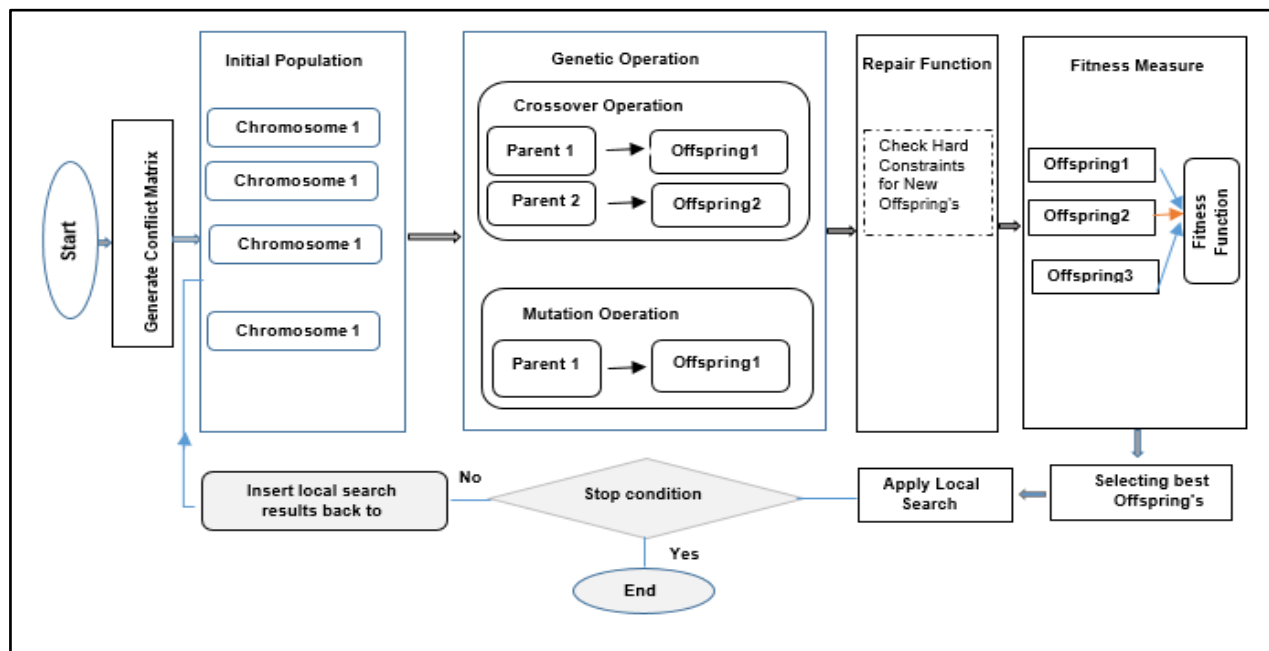 Start
Generate Conflict Matrix
Initial Population
Chromosome 1
Chromosome 1
Chromosome 1
Chromosome 1
Genetic Operation
Crossover Operation
Parent 1
Offspring1
Parent 2
Offspring2
Mutation Operation
Parent 1
Offspring1
Repair Function
Check Hard
Constraints
for New
Offspring's
Fitness Measure
Offspring1
Offspring2
Offspring3
Fitness
Function
Selecting best
Offspring's
Apply Local
Search
Stop condition
No
Insert local search
results back to
Yes
End